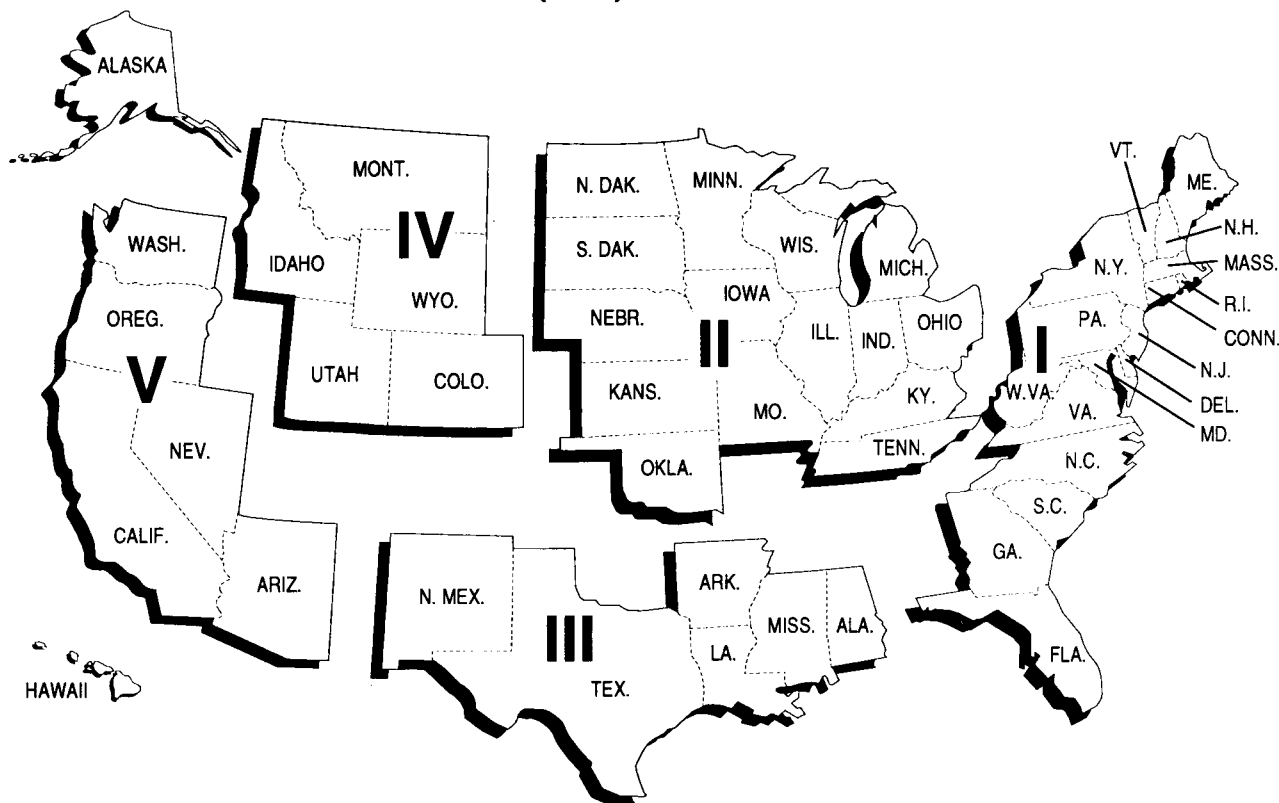 ALASKA
MONT.
IV
IDAHO
WYO.
UTAH
COLO.
WASH.
OREG.
V
NEV.
CALIF.
ARIZ.
HAWAII
N. DAK.
MINN.
S. DAK.
WIS.
MICH.
NEBR.
IOWA
II
ILL.
IND.
OHIO
KANS.
MO.
KY.
OKLA.
TENN.
VT.
ME.
N.H.
N.Y.
MASS.
R.I.
PA.
CONN.
I
N.J.
W.VA.
DEL.
VA.
MD.
N.C.
S.C.
GA.
FLA.
N. MEX.
III
TEX.
ARK.
LA.
MISS.
ALA.